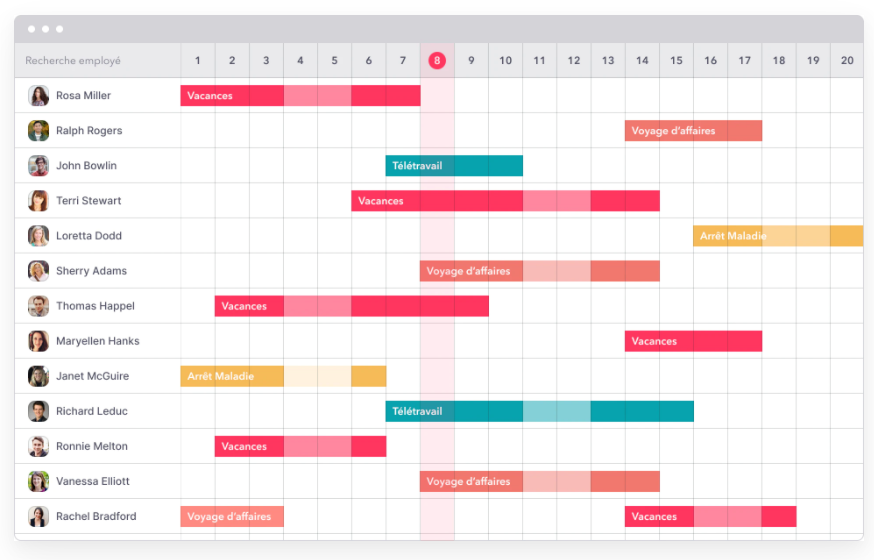 Recherche employé 1 2 3 4 5 6 7 8 9 10 11 12 13 14 15 16 17 18 19 20
Rosa Miller Vacances
Ralph Rogers Voyage d'affaires
John Bowlin Télétravail
Terri Stewart Vacances
Loretta Dodd Arrêt Maladie
Sherry Adams Voyage d'affaires
Thomas Happel Vacances
Maryellen Hanks Vacances
Janet McGuire Arrêt Maladie
Richard Leduc Télétravail
Ronnie Melton Vacances
Vanessa Elliott Voyage d'affaires
Rachel Bradford Voyage d'affaires Vacances